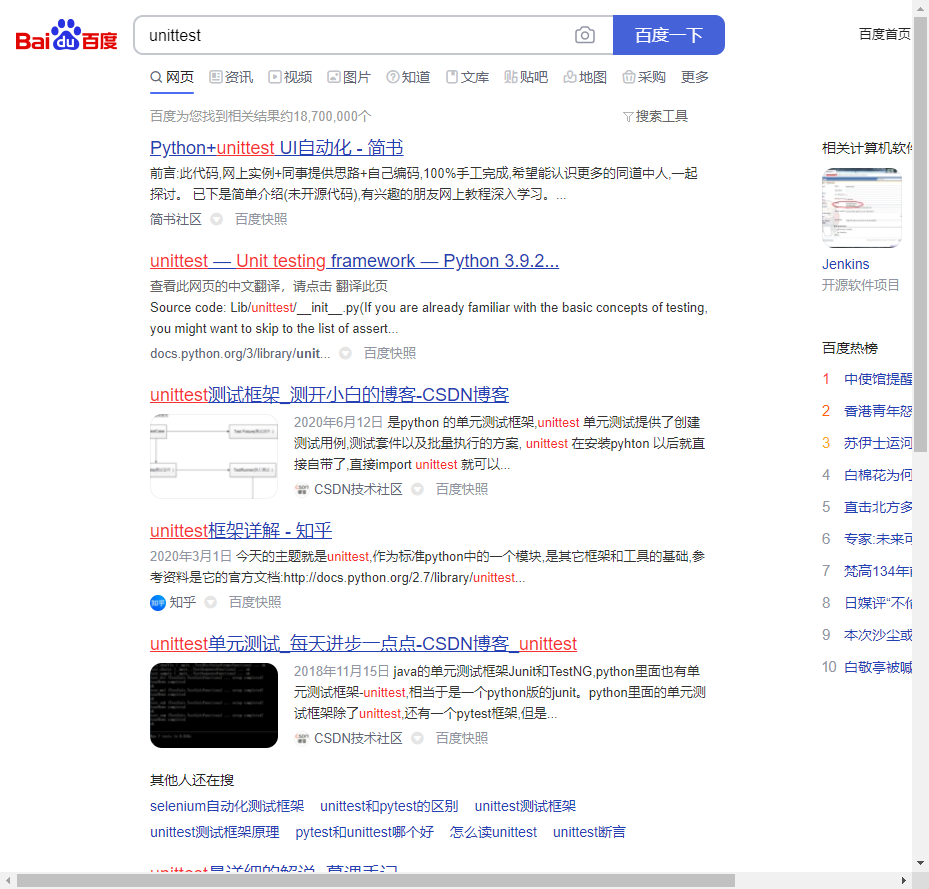 Bai du 百度
unittest
百度一下
百度首页
网页 资讯 视频 图片 知道 文库 贴吧 地图 采购 更多
百度为您找到相关结果约18,700,000个
搜索工具
Python+unittest UI自动化 - 简书
前言:此代码,网上实例+同事提供思路+自己编码,100%手工完成,希望能认识更多的同道中人,一起
探讨。 已下是简单介绍(未开源代码),有兴趣的朋友网上教程深入学习。...
简书社区 百度快照
unittest — Unit testing framework — Python 3.9.2...
查看此网页的中文翻译，请点击 翻译此页
Source code: Lib/unittest/__init__.py(If you are already familiar with the basic concepts of testing,
you might want to skip to the list of assert...
docs.python.org/3/library/unit... 百度快照
unittest测试框架_测开小白的博客-CSDN博客
2020年6月12日 是python 的单元测试框架,unittest 单元测试提供了创建
测试用例,测试套件以及批量执行的方案, unittest 在安装pyhton 以后就直
接自带了,直接import unittest 就可以...
CSDN技术社区 百度快照
unittest框架详解 - 知乎
2020年3月1日 今天的主题就是unittest,作为标准python中的一个模块,是其它框架和工具的基础,参
考资料是它的官方文档:http://docs.python.org/2.7/library/unittest...
知乎 知乎 百度快照
unittest单元测试_每天进步一点点-CSDN博客_unittest
2018年11月15日 java的单元测试框架Junit和TestNG,python里面也有单
元测试框架-unittest,相当于是一个python版的junit。python里面的单元测
试框架除了unittest,还有一个pytest框架,但是...
CSDN技术社区 百度快照
其他人还在搜
selenium自动化测试框架 unittest和pytest的区别 unittest测试框架
unittest测试框架原理 pytest和unittest哪个好 怎么读unittest unittest断言
相关计算机软件
Jenkins
开源软件项目
百度热榜
1 中使馆提醒
2 香港青年怒
3 苏伊士运河
4 白棉花为何
5 直击北方多
6 专家:未来可
7 梵高134年前
8 日媒评“不怕
9 本次沙尘或
10 白敬亭被喊